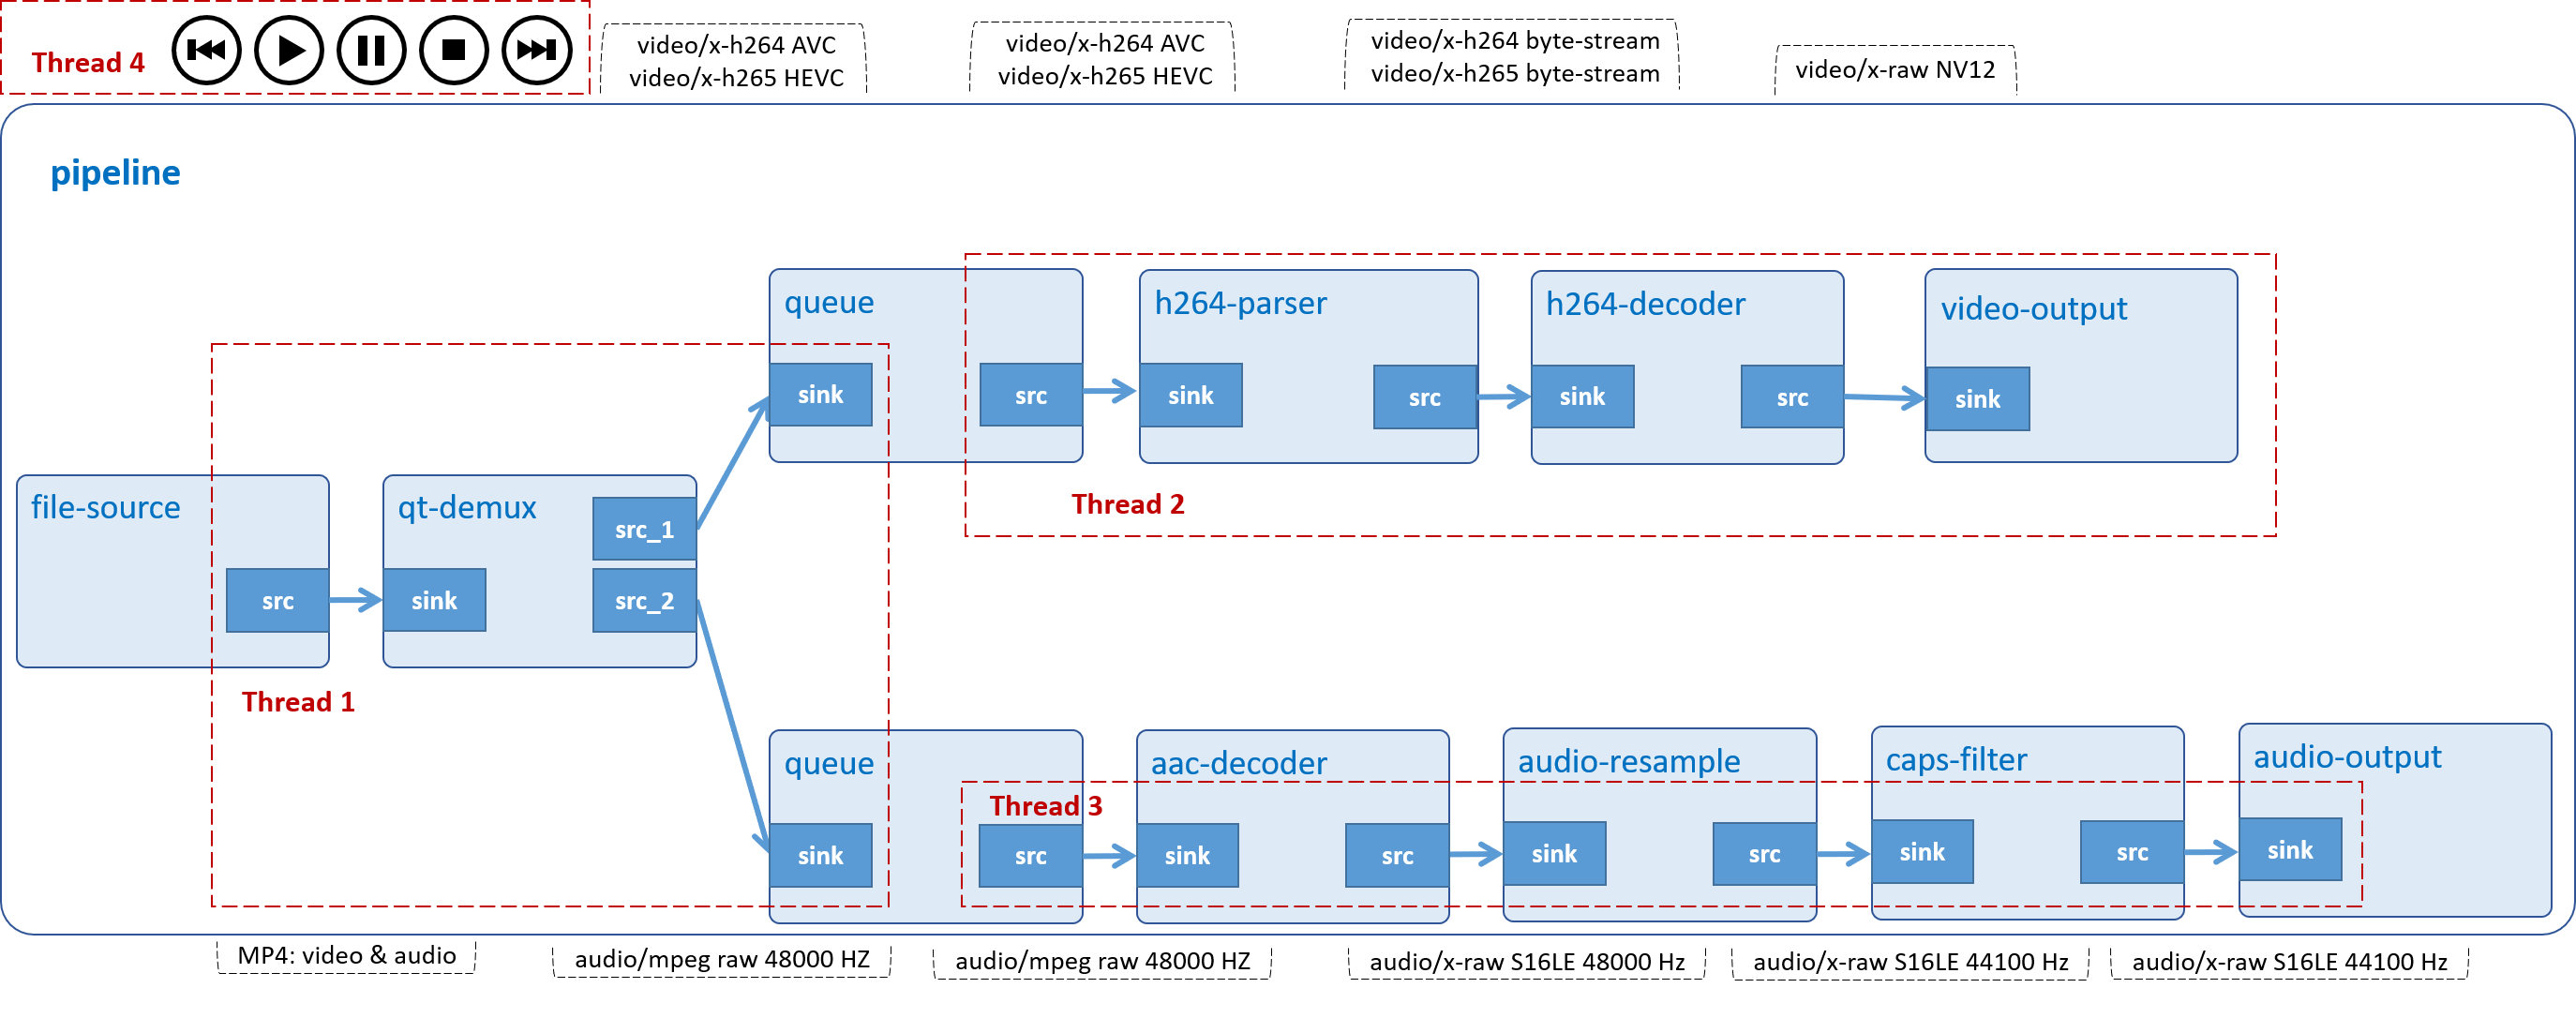 Thread 4
video/x-h264 AVC
video/x-h265 HEVC
video/x-h264 AVC
video/x-h265 HEVC
video/x-h264 byte-stream
video/x-h265 byte-stream
video/x-raw NV12
pipeline
queue
sink
src
h264-parser
sink
src
h264-decoder
sink
src
video-output
sink
Thread 2
file-source
src
qt-demux
sink
src_1
src_2
Thread 1
queue
sink
src
Thread 3
aac-decoder
sink
src
audio-resample
sink
src
caps-filter
sink
src
audio-output
sink
MP4: video & audio
audio/mpeg raw 48000 HZ
audio/mpeg raw 48000 HZ
audio/x-raw S16LE 48000 Hz
audio/x-raw S16LE 44100 Hz
audio/x-raw S16LE 44100 Hz